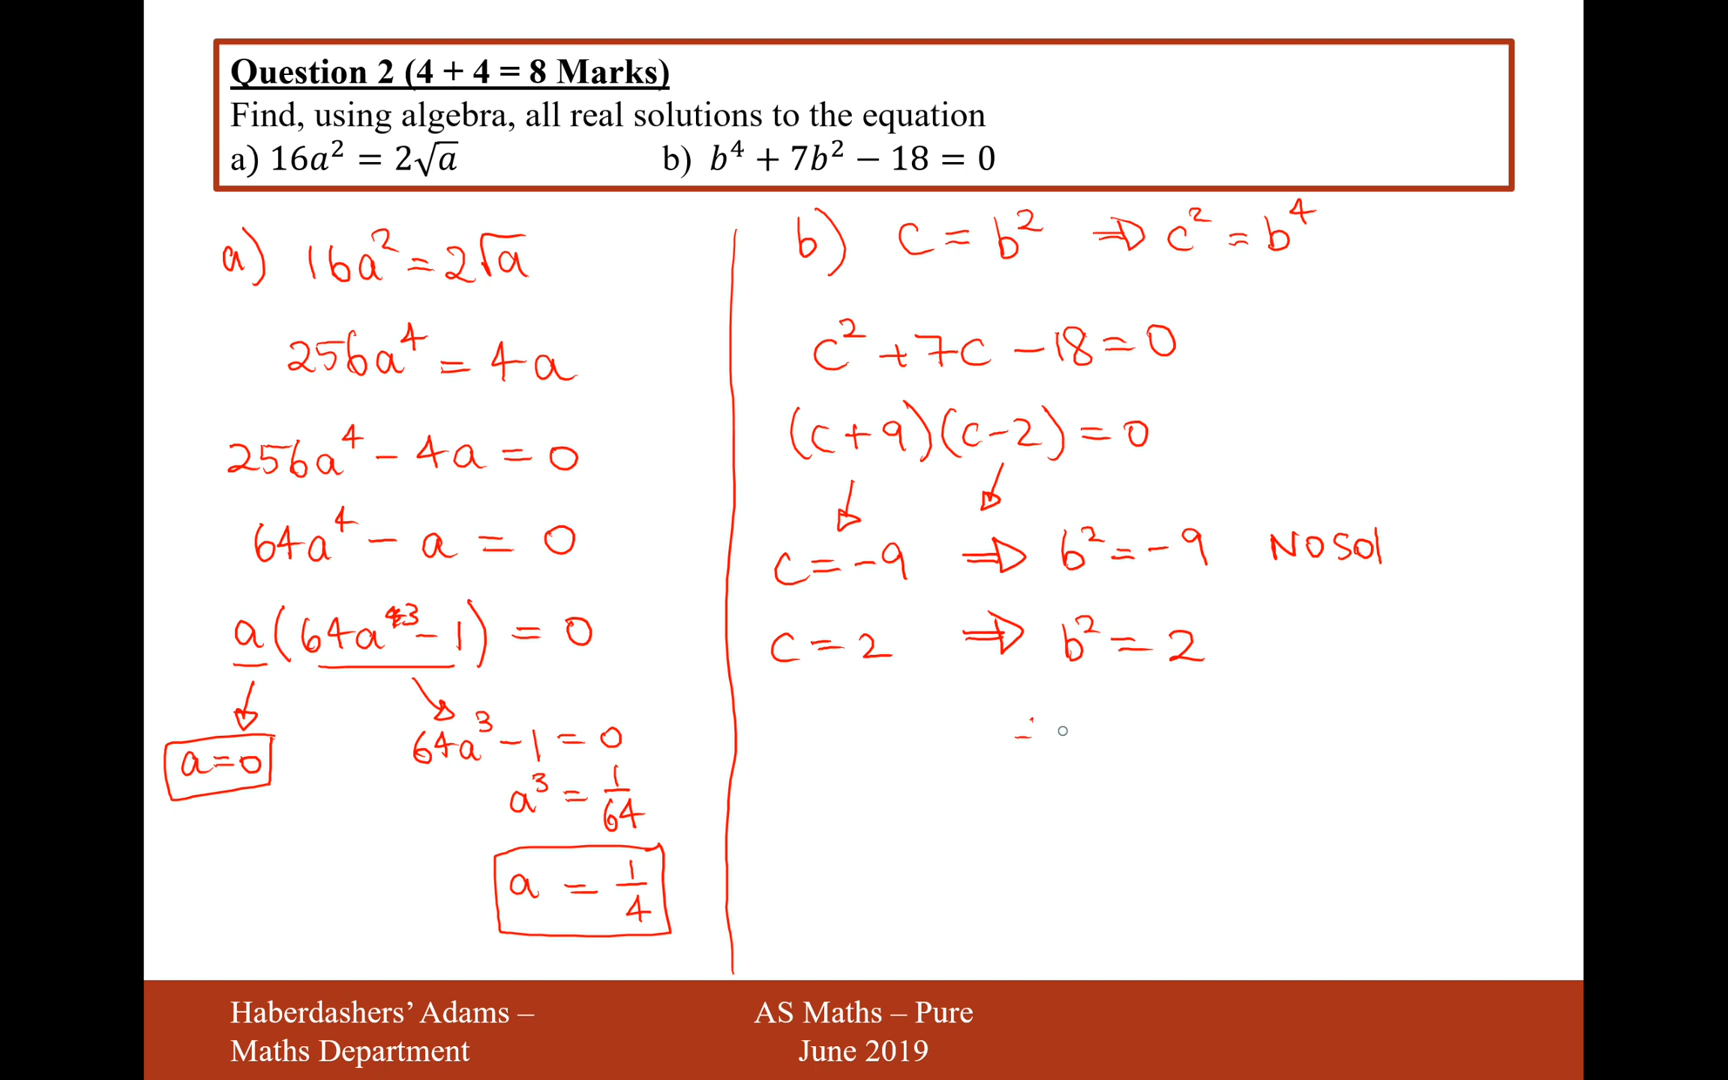 Question 2 (4 + 4 = 8 Marks)
Find, using algebra, all real solutions to the equation
a) 16a² = 2√a b) b⁴ + 7b² − 18 = 0
a) 16a² = 2√a
256a⁴ = 4a
256a⁴ − 4a = 0
64a⁴ − a = 0
a(64a³ − 1) = 0
a = 0
64a³ − 1 = 0
a³ = 1/64
a = 1/4
b) c = b² ⇒ c² = b⁴
c² + 7c − 18 = 0
(c + 9)(c − 2) = 0
c = −9 ⇒ b² = −9 No sol
c = 2 ⇒ b² = 2
Haberdashers’ Adams –
Maths Department
AS Maths – Pure
June 2019